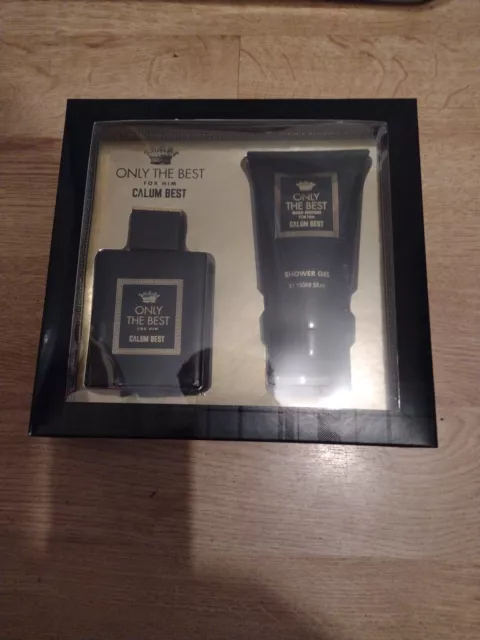 ONLY THE BEST
FOR HIM
CALUM BEST
ONLY
THE BEST
FOR HIM
CALUM BEST
ONLY
THE BEST
FOR HIM
CALUM BEST
SHOWER GEL